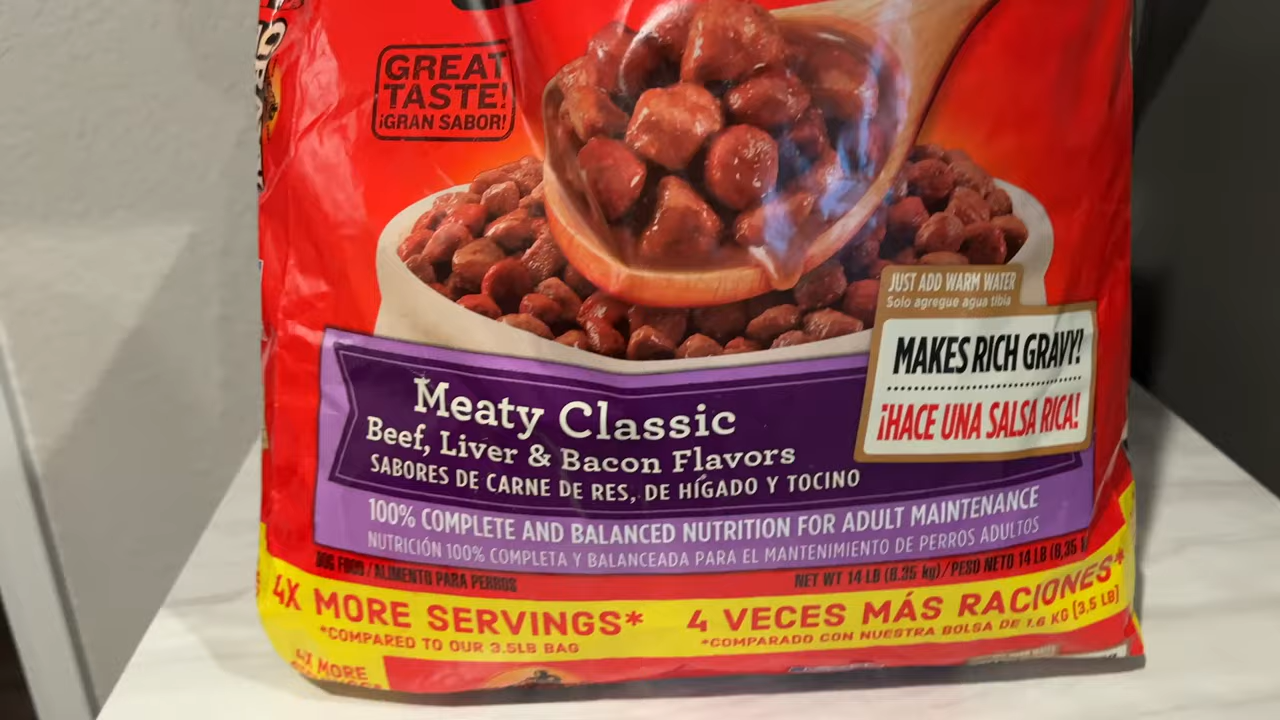 GREAT
TASTE!
¡GRAN SABOR!
JUST ADD WARM WATER
Solo agregue agua tibia
MAKES RICH GRAVY!
¡HACE UNA SALSA RICA!
Meaty Classic
Beef, Liver & Bacon Flavors
SABORES DE CARNE DE RES, DE HÍGADO Y TOCINO
100% COMPLETE AND BALANCED NUTRITION FOR ADULT MAINTENANCE
NUTRICIÓN 100% COMPLETA Y BALANCEADA PARA EL MANTENIMIENTO DE PERROS ADULTOS
DOG FOOD / ALIMENTO PARA PERROS
NET WT 14 LB (6.35 kg) / PESO NETO 14 LB (6,35
4X MORE SERVINGS*
*COMPARED TO OUR 3.5LB BAG
4 VECES MÁS RACIONES*
*COMPARADO CON NUESTRA BOLSA DE 1,6 KG (3,5 LB)
4X MORE